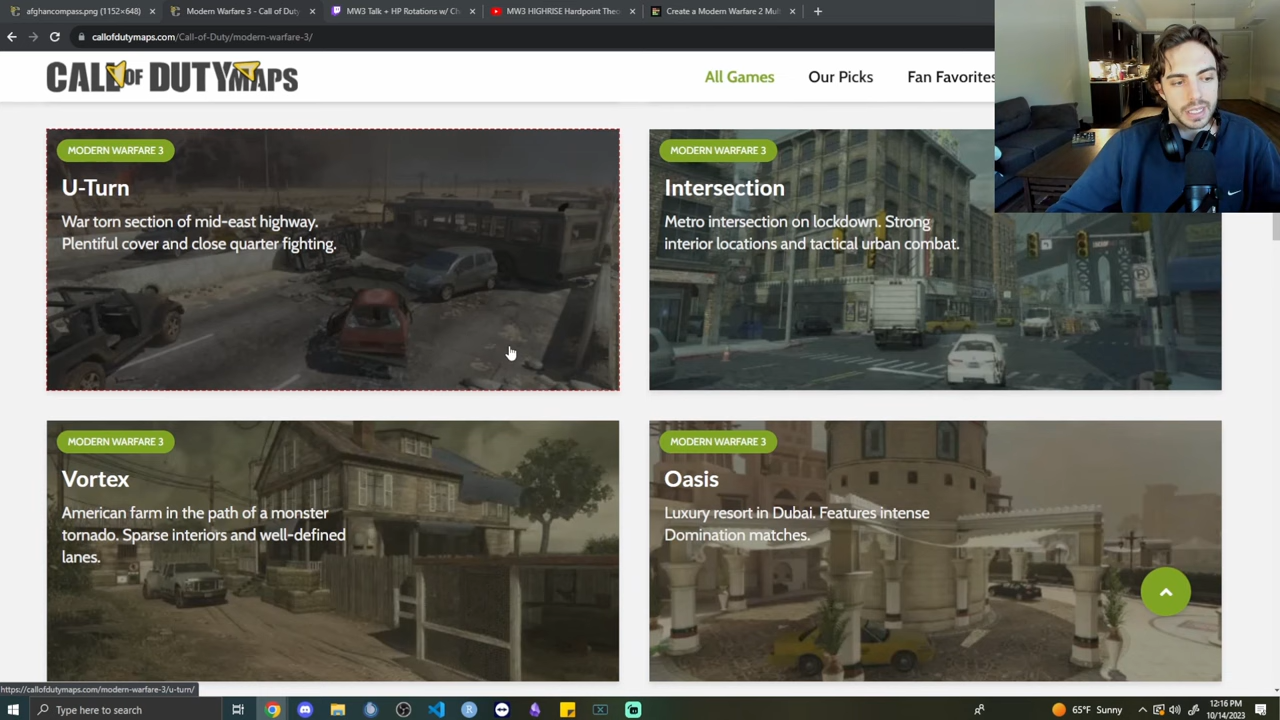 afghancompass.png (1152×648)
Modern Warfare 3 - Call of Dut
MW3 Talk + HP Rotations w/ Ch
MW3 HIGHRISE Hardpoint Theo
Create a Modern Warfare 2 Mul
callofdutymaps.com/Call-of-Duty/modern-warfare-3/
CALL OF DUTY MAPS
All Games
Our Picks
Fan Favorites
MODERN WARFARE 3
U-Turn
War torn section of mid-east highway.
Plentiful cover and close quarter fighting.
MODERN WARFARE 3
Intersection
Metro intersection on lockdown. Strong
interior locations and tactical urban combat.
MODERN WARFARE 3
Vortex
American farm in the path of a monster
tornado. Sparse interiors and well-defined
lanes.
MODERN WARFARE 3
Oasis
Luxury resort in Dubai. Features intense
Domination matches.
https://callofdutymaps.com/modern-warfare-3/u-turn/
Type here to search
65°F Sunny
12:16 PM
10/14/2023